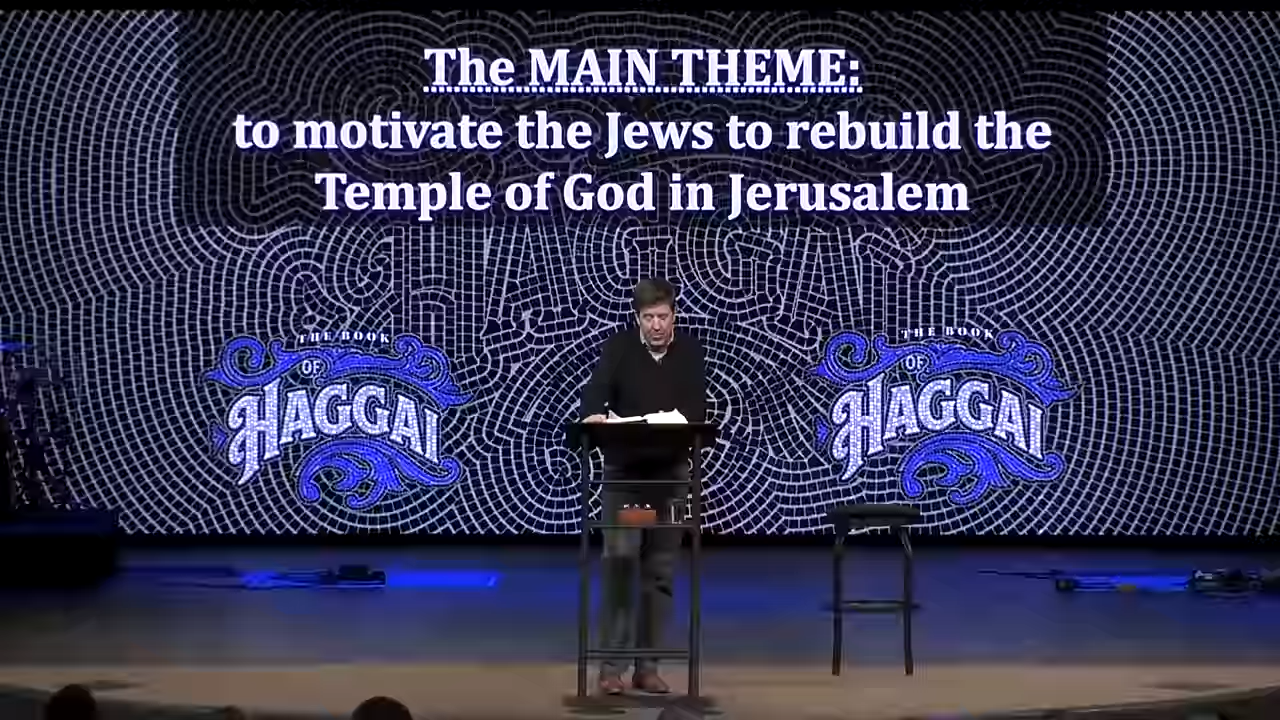 The MAIN THEME:
to motivate the Jews to rebuild the
Temple of God in Jerusalem
HAGGAI
THE BOOK
OF
HAGGAI
THE BOOK
OF
HAGGAI